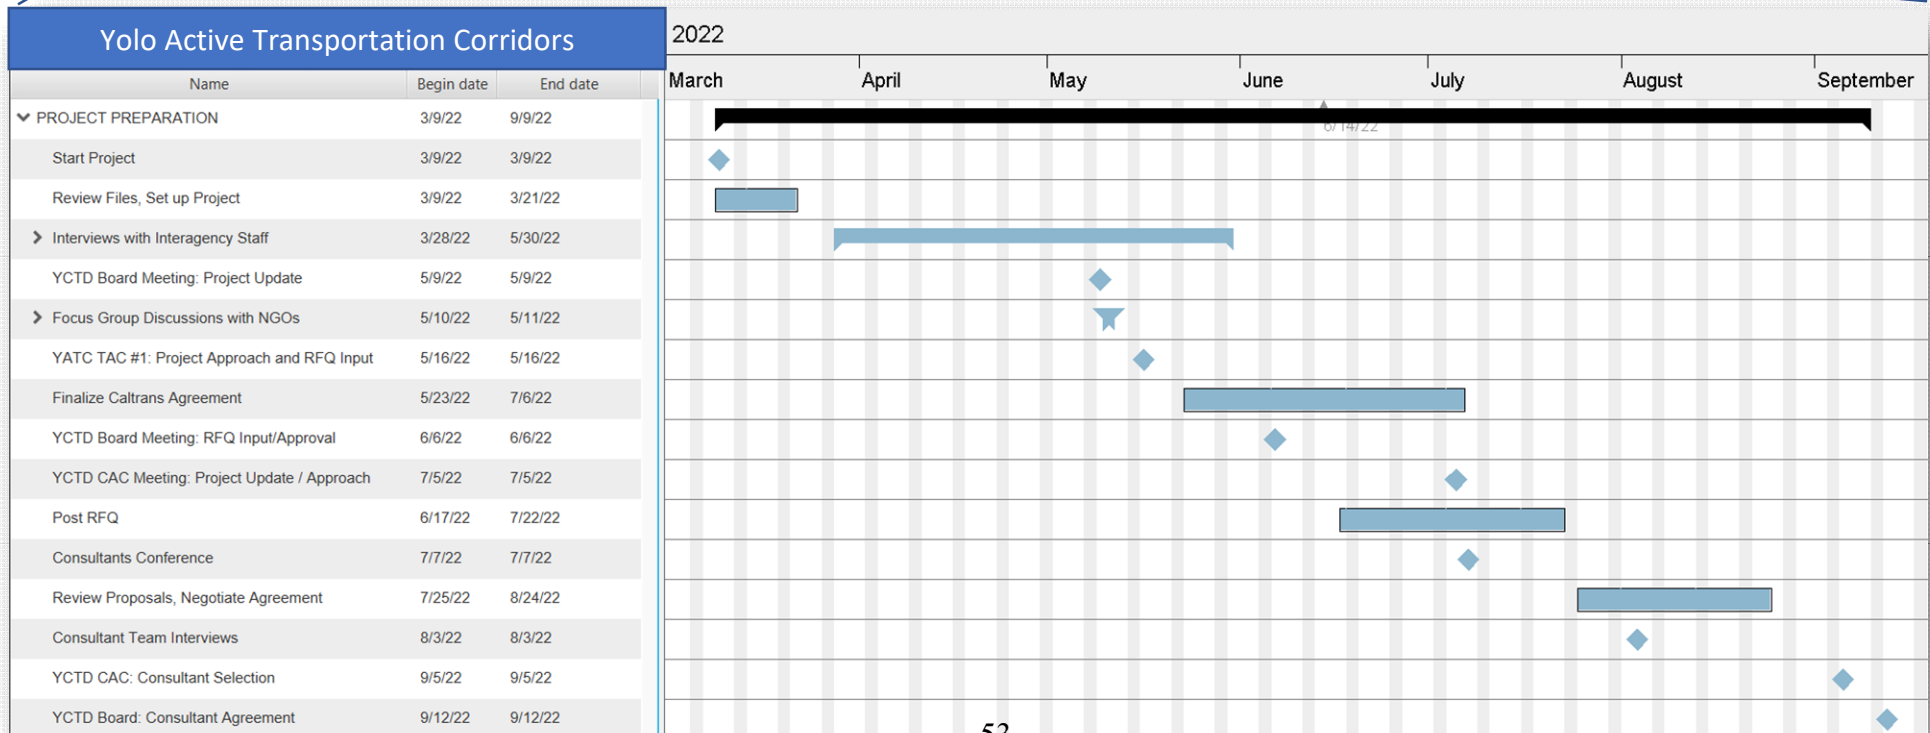 Yolo Active Transportation Corridors
2022
Name Begin date End date
March April May June July August September
PROJECT PREPARATION 3/9/22 9/9/22
6/14/22
Start Project 3/9/22 3/9/22
Review Files, Set up Project 3/9/22 3/21/22
Interviews with Interagency Staff 3/28/22 5/30/22
YCTD Board Meeting: Project Update 5/9/22 5/9/22
Focus Group Discussions with NGOs 5/10/22 5/11/22
YATC TAC #1: Project Approach and RFQ Input 5/16/22 5/16/22
Finalize Caltrans Agreement 5/23/22 7/6/22
YCTD Board Meeting: RFQ Input/Approval 6/6/22 6/6/22
YCTD CAC Meeting: Project Update / Approach 7/5/22 7/5/22
Post RFQ 6/17/22 7/22/22
Consultants Conference 7/7/22 7/7/22
Review Proposals, Negotiate Agreement 7/25/22 8/24/22
Consultant Team Interviews 8/3/22 8/3/22
YCTD CAC: Consultant Selection 9/5/22 9/5/22
YCTD Board: Consultant Agreement 9/12/22 9/12/22
52